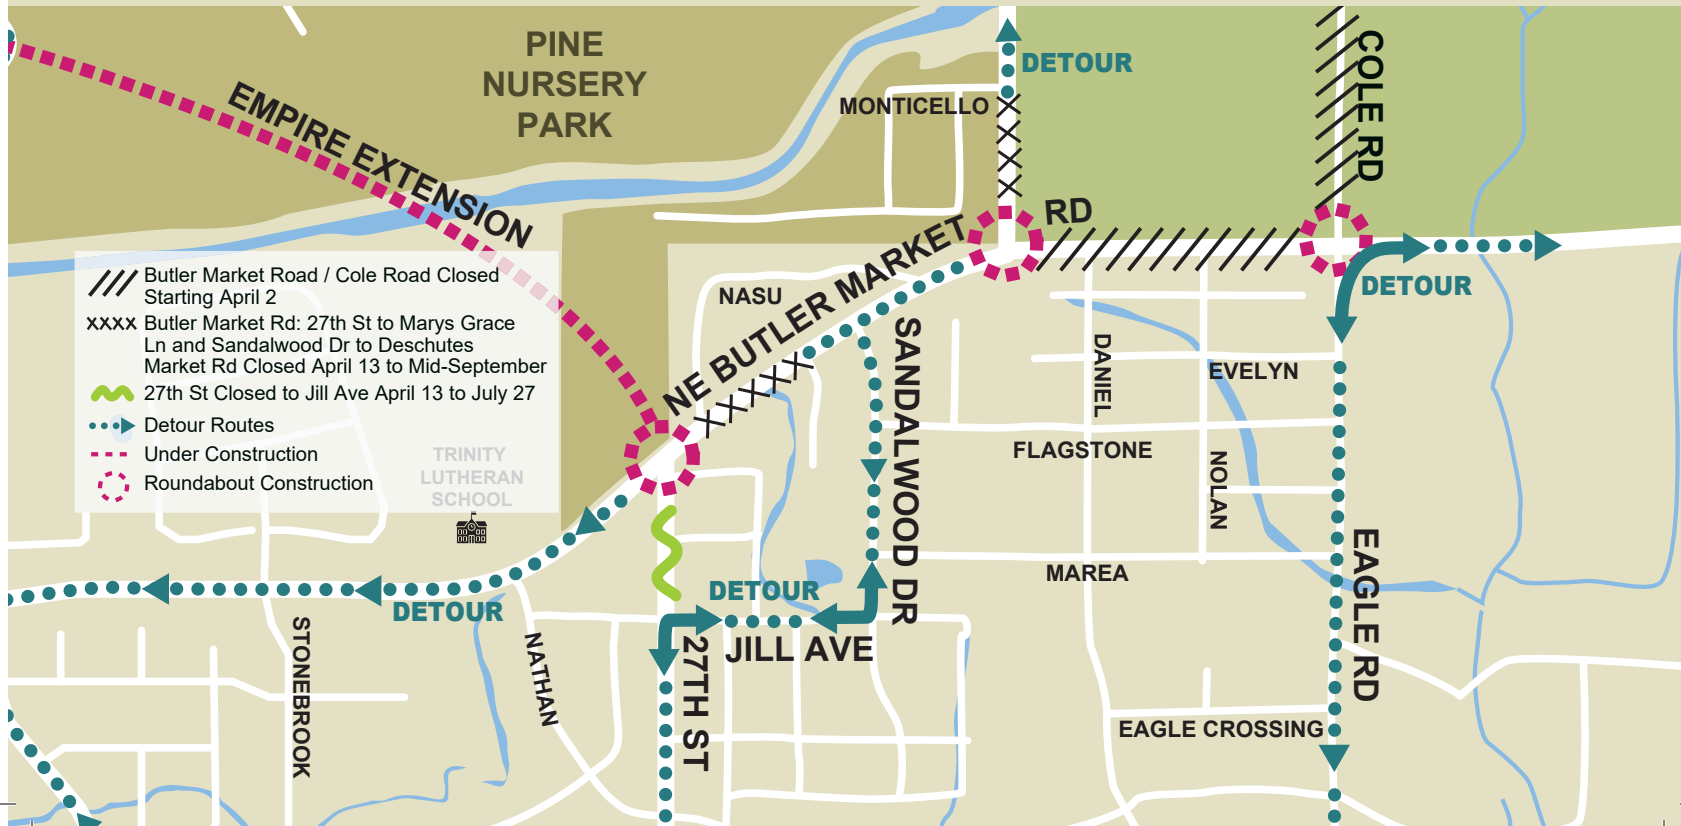 PINE
NURSERY
PARK
EMPIRE EXTENSION
MONTICELLO
DETOUR
COLE RD
RD
NE BUTLER MARKET
DETOUR
NASU
Butler Market Road / Cole Road Closed
Starting April 2
XXXX Butler Market Rd: 27th St to Marys Grace
Ln and Sandalwood Dr to Deschutes
Market Rd Closed April 13 to Mid-September
27th St Closed to Jill Ave April 13 to July 27
Detour Routes
Under Construction
Roundabout Construction
TRINITY
LUTHERAN
SCHOOL
SANDALWOOD DR
DANIEL
EVELYN
FLAGSTONE
NOLAN
MAREA
EAGLE RD
DETOUR
JILL AVE
DETOUR
STONEBROOK
NATHAN
27TH ST
EAGLE CROSSING